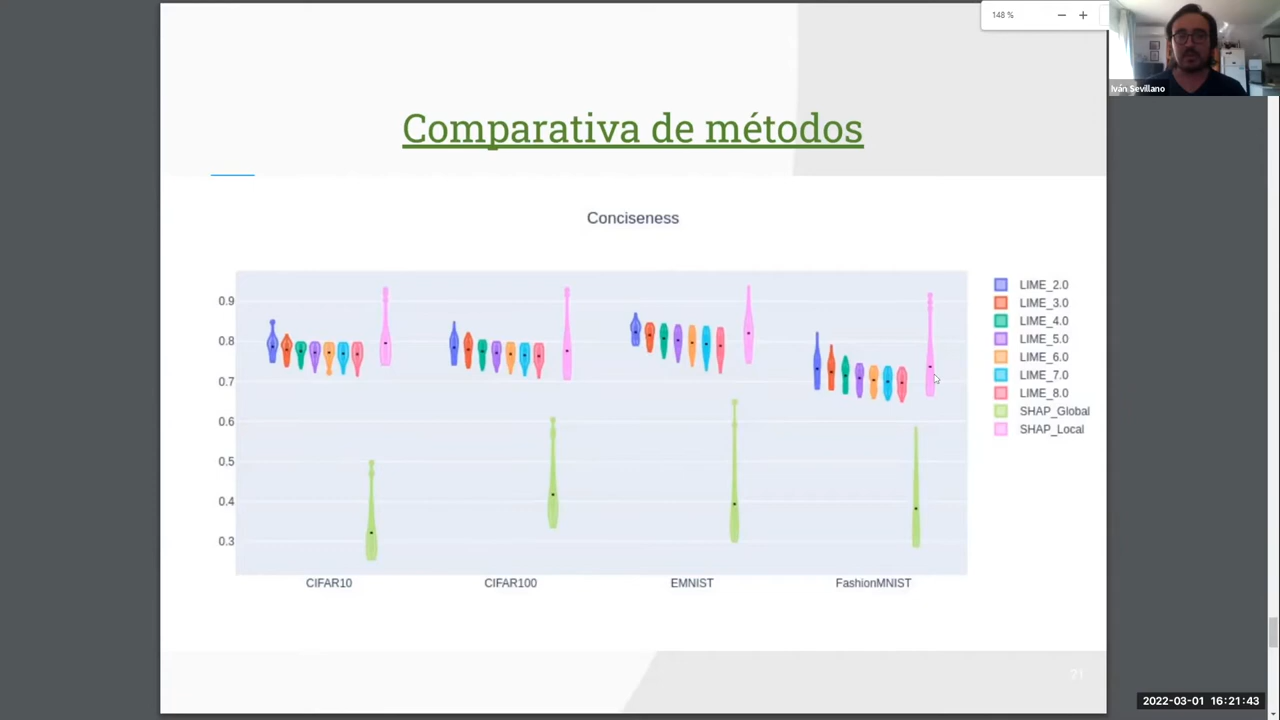 148 %
Iván Sevillano
Comparativa de métodos
Conciseness
0.9
0.8
0.7
0.6
0.5
0.4
0.3
CIFAR10
CIFAR100
EMNIST
FashionMNIST
LIME_2.0
LIME_3.0
LIME_4.0
LIME_5.0
LIME_6.0
LIME_7.0
LIME_8.0
SHAP_Global
SHAP_Local
21
2022-03-01 16:21:43